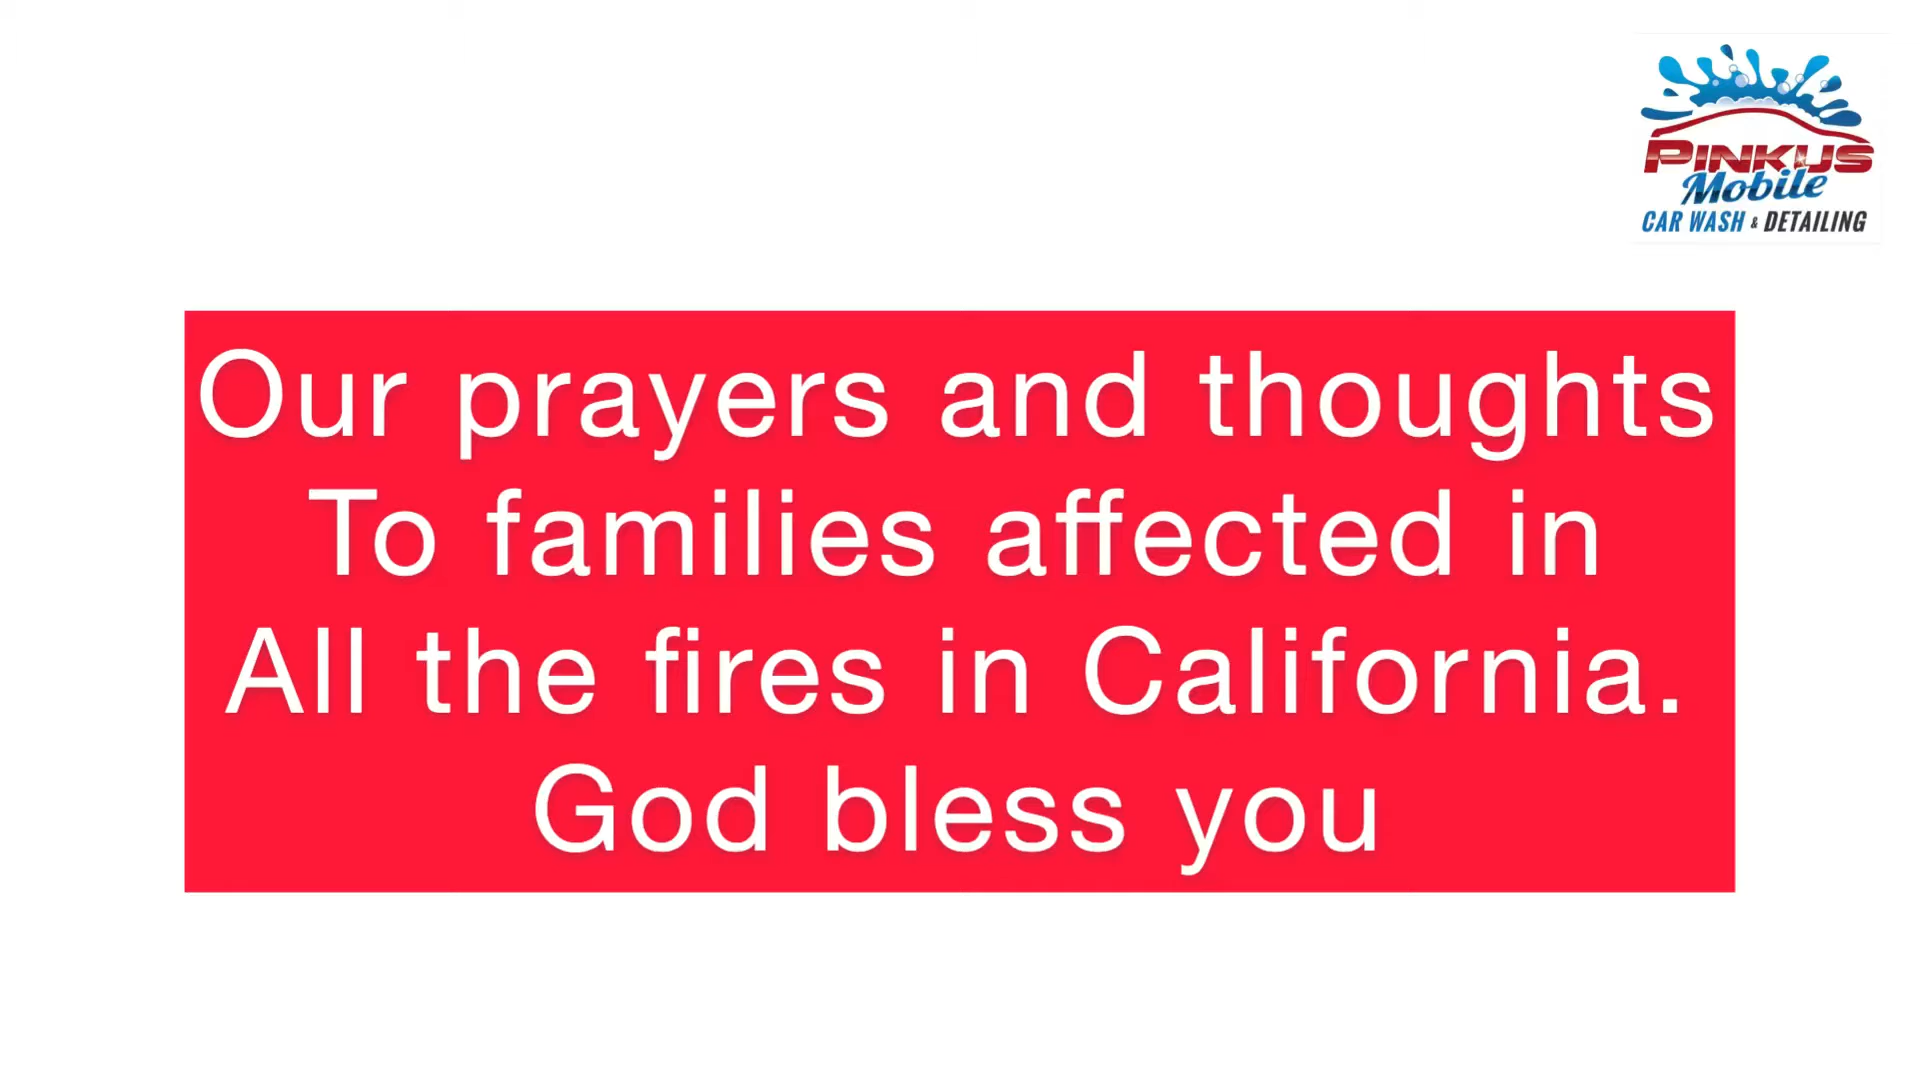 PINKUS
Mobile
CAR WASH & DETAILING
Our prayers and thoughts
To families affected in
All the fires in California.
God bless you